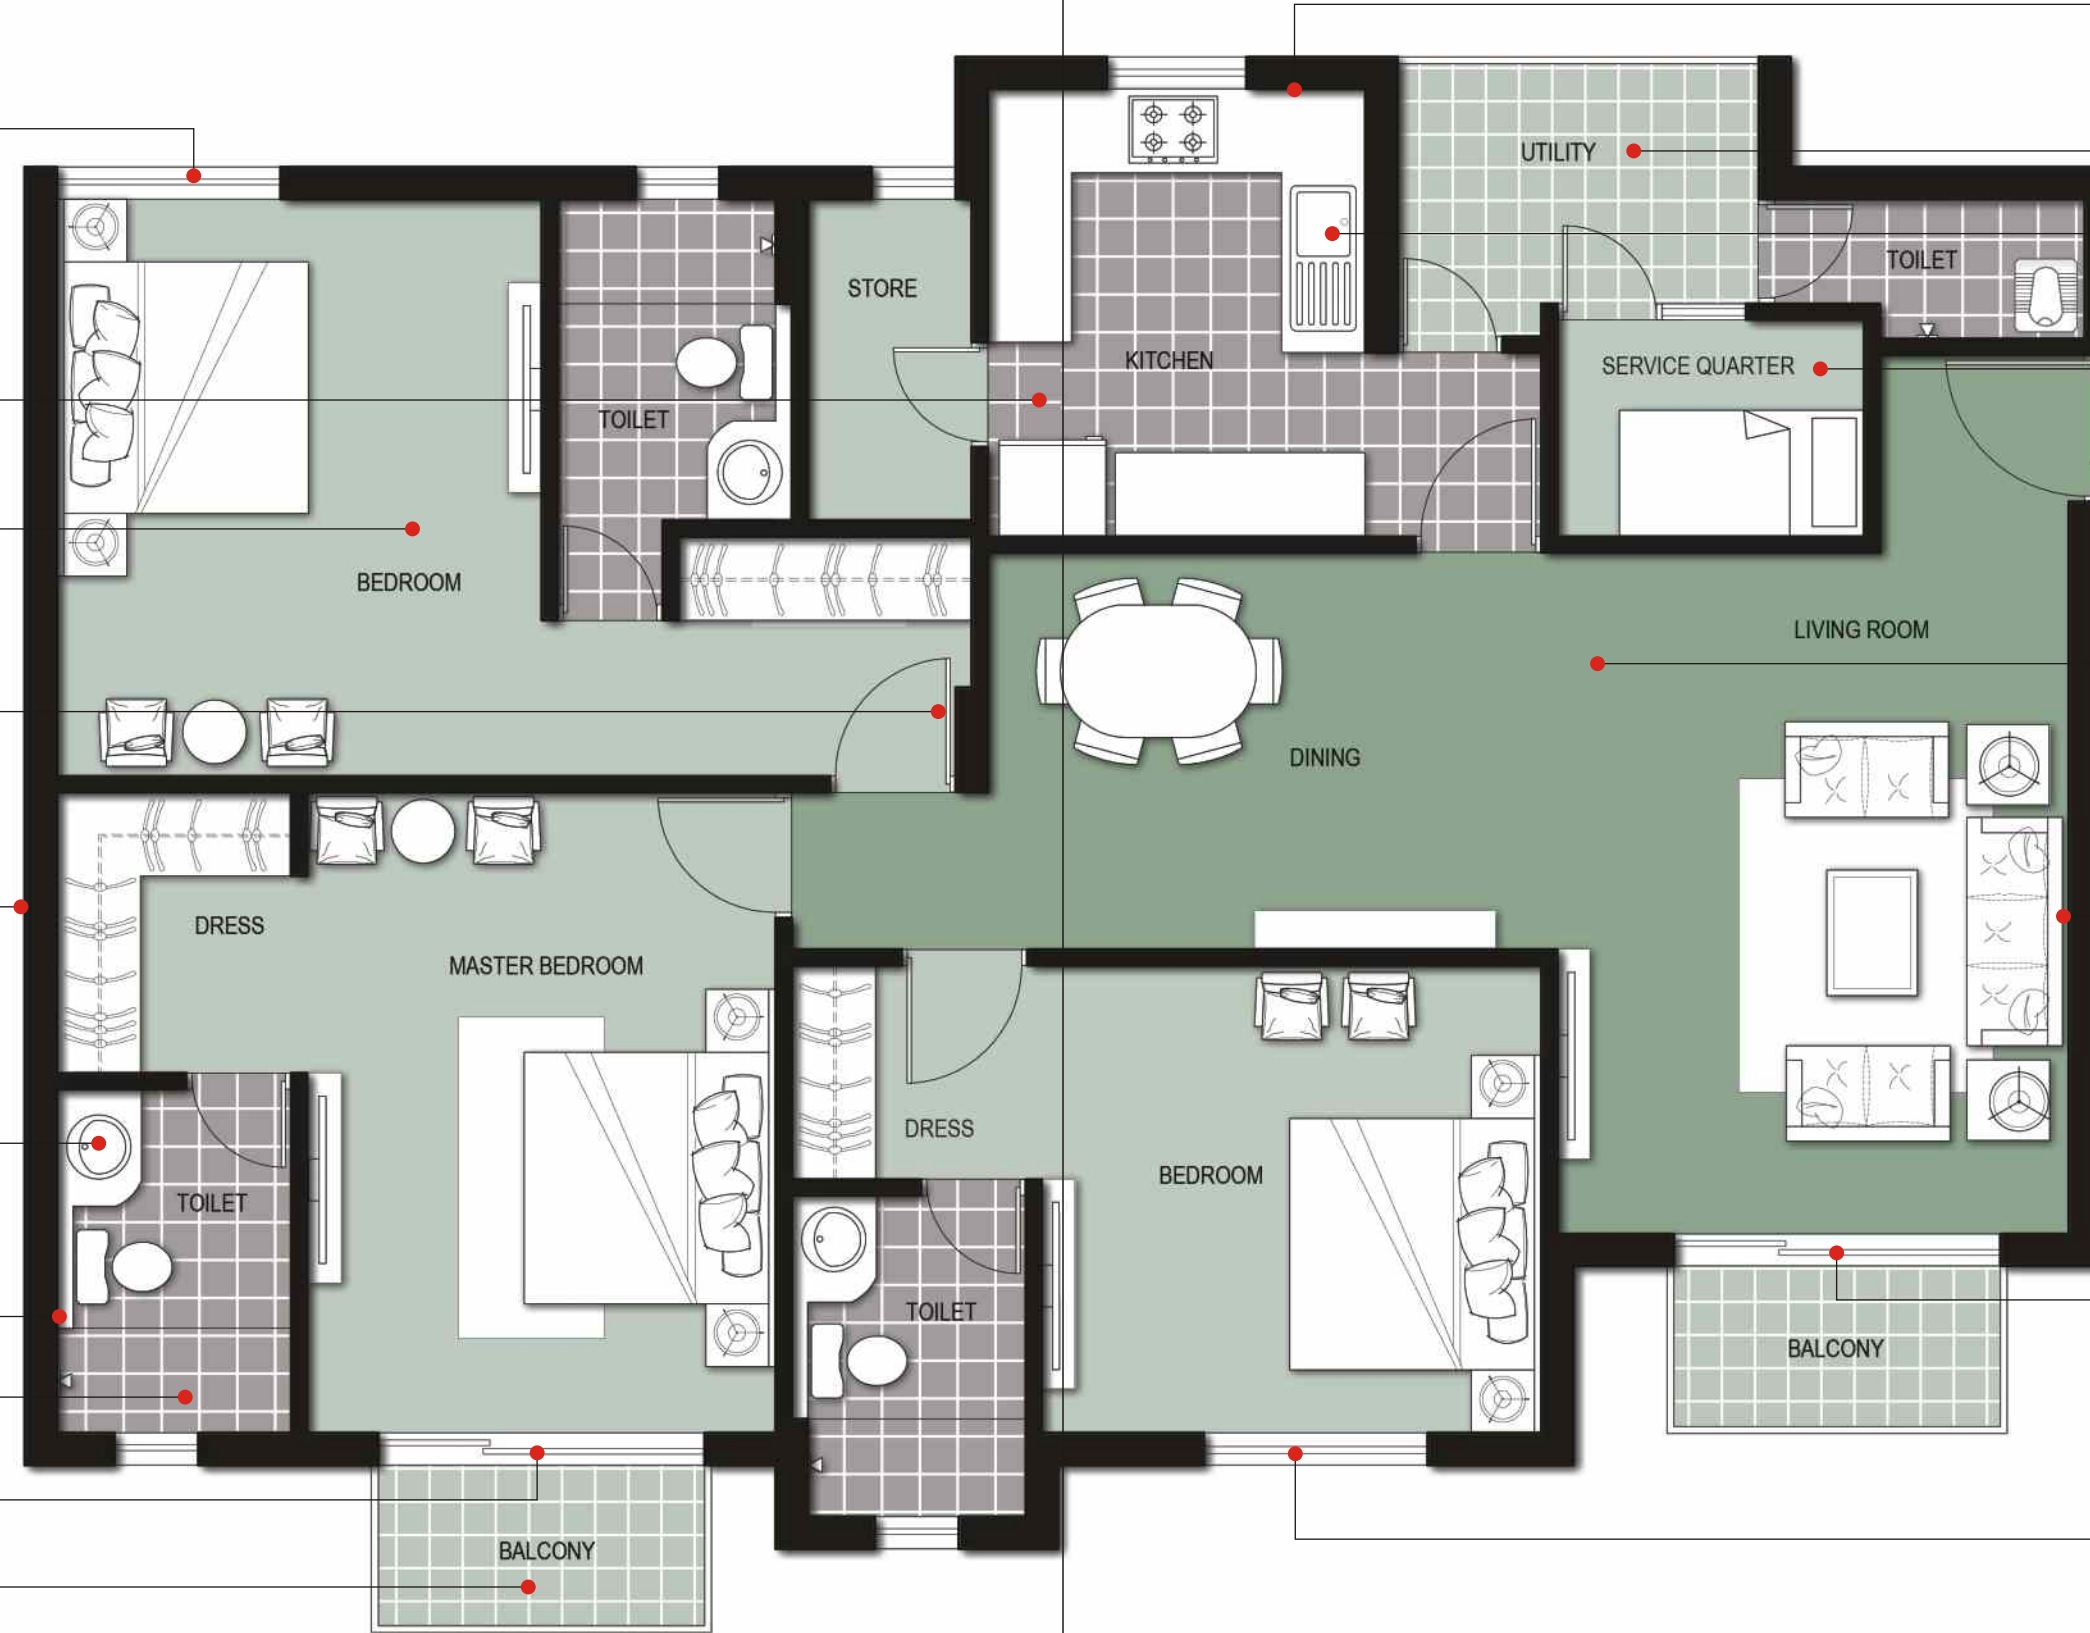 UTILITY
TOILET
STORE
KITCHEN
SERVICE QUARTER
TOILET
BEDROOM
LIVING ROOM
DINING
DRESS
MASTER BEDROOM
DRESS
BEDROOM
TOILET
TOILET
BALCONY
BALCONY